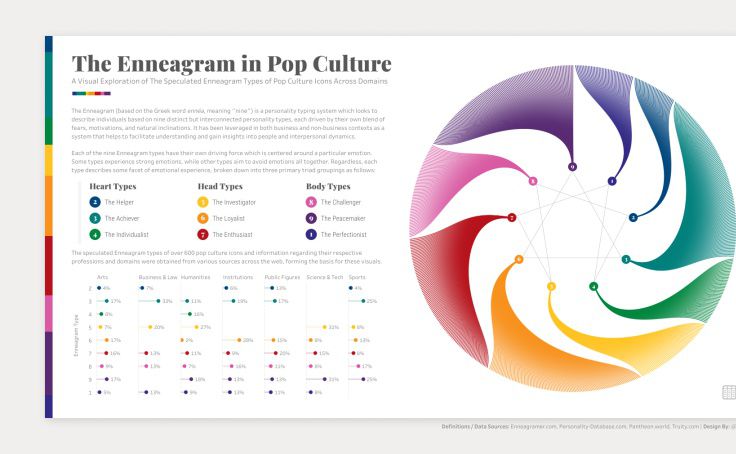 The Enneagram in Pop Culture
A Visual Exploration of The Speculated Enneagram Types of Pop Culture Icons Across Domains
The Enneagram (based on the Greek word ennéa, meaning "nine") is a personality typing system which looks to
describe individuals based on nine distinct but interconnected personality types, each driven by their own blend of
fears, motivations, and natural inclinations. It has been leveraged in both business and non-business contexts as a
system that helps to facilitate understanding and gain insights into people and interpersonal dynamics.
Each of the nine Enneagram types have their own driving force which is centered around a particular emotion.
Some types experience strong emotions, while other types aim to avoid emotions all together. Regardless, each
type describes some facet of emotional experience, broken down into three primary triad groupings as follows:
Heart Types Head Types Body Types
2 The Helper 5 The Investigator 8 The Challenger
3 The Achiever 6 The Loyalist 9 The Peacemaker
4 The Individualist 7 The Enthusiast 1 The Perfectionist
The speculated Enneagram Types of over 600 pop culture icons and information regarding their respective
professions and domains were obtained from various sources across the web, forming the basis for these visuals.
Arts Business & Law Humanities Institutions Public Figures Science & Tech Sports
Enneagram Type
2 4% 7% 6% 13% 4%
3 17% 33% 11% 19% 17% 25%
4 8% 16%
5 7% 20% 27% 31% 8%
6 17% 2% 28% 15% 8% 13%
7 16% 13% 11% 9% 20% 15% 8%
8 9% 13% 7% 16% 11% 8% 17%
9 17% 18% 13% 13% 31% 25%
1 5% 13% 9% 9% 11%
9
8
1
7
2
6
3
5
4
Definitions / Data Sources: Enneagramer.com, Personality-Database.com, Pantheon.world, Truity.com | Design By: @